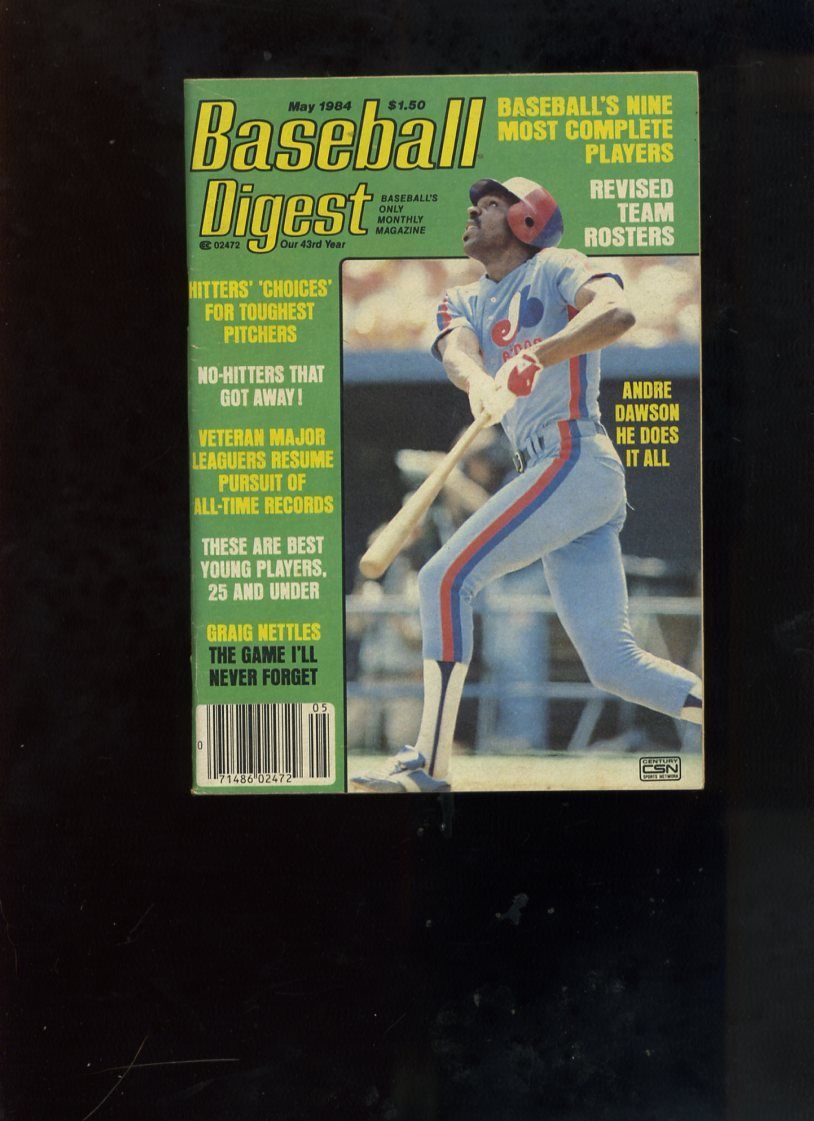 May 1984 $1.50
Baseball
Digest
BASEBALL'S
ONLY
MONTHLY
MAGAZINE
02472 Our 43rd Year
BASEBALL'S NINE
MOST COMPLETE
PLAYERS
REVISED
TEAM
ROSTERS
HITTERS' 'CHOICES'
FOR TOUGHEST
PITCHERS
NO-HITTERS THAT
GOT AWAY!
VETERAN MAJOR
LEAGUERS RESUME
PURSUIT OF
ALL-TIME RECORDS
THESE ARE BEST
YOUNG PLAYERS,
25 AND UNDER
GRAIG NETTLES
THE GAME I'LL
NEVER FORGET
ANDRE
DAWSON
HE DOES
IT ALL
05
0
71486 02472
CENTURY
CSN
SPORTS NETWORK